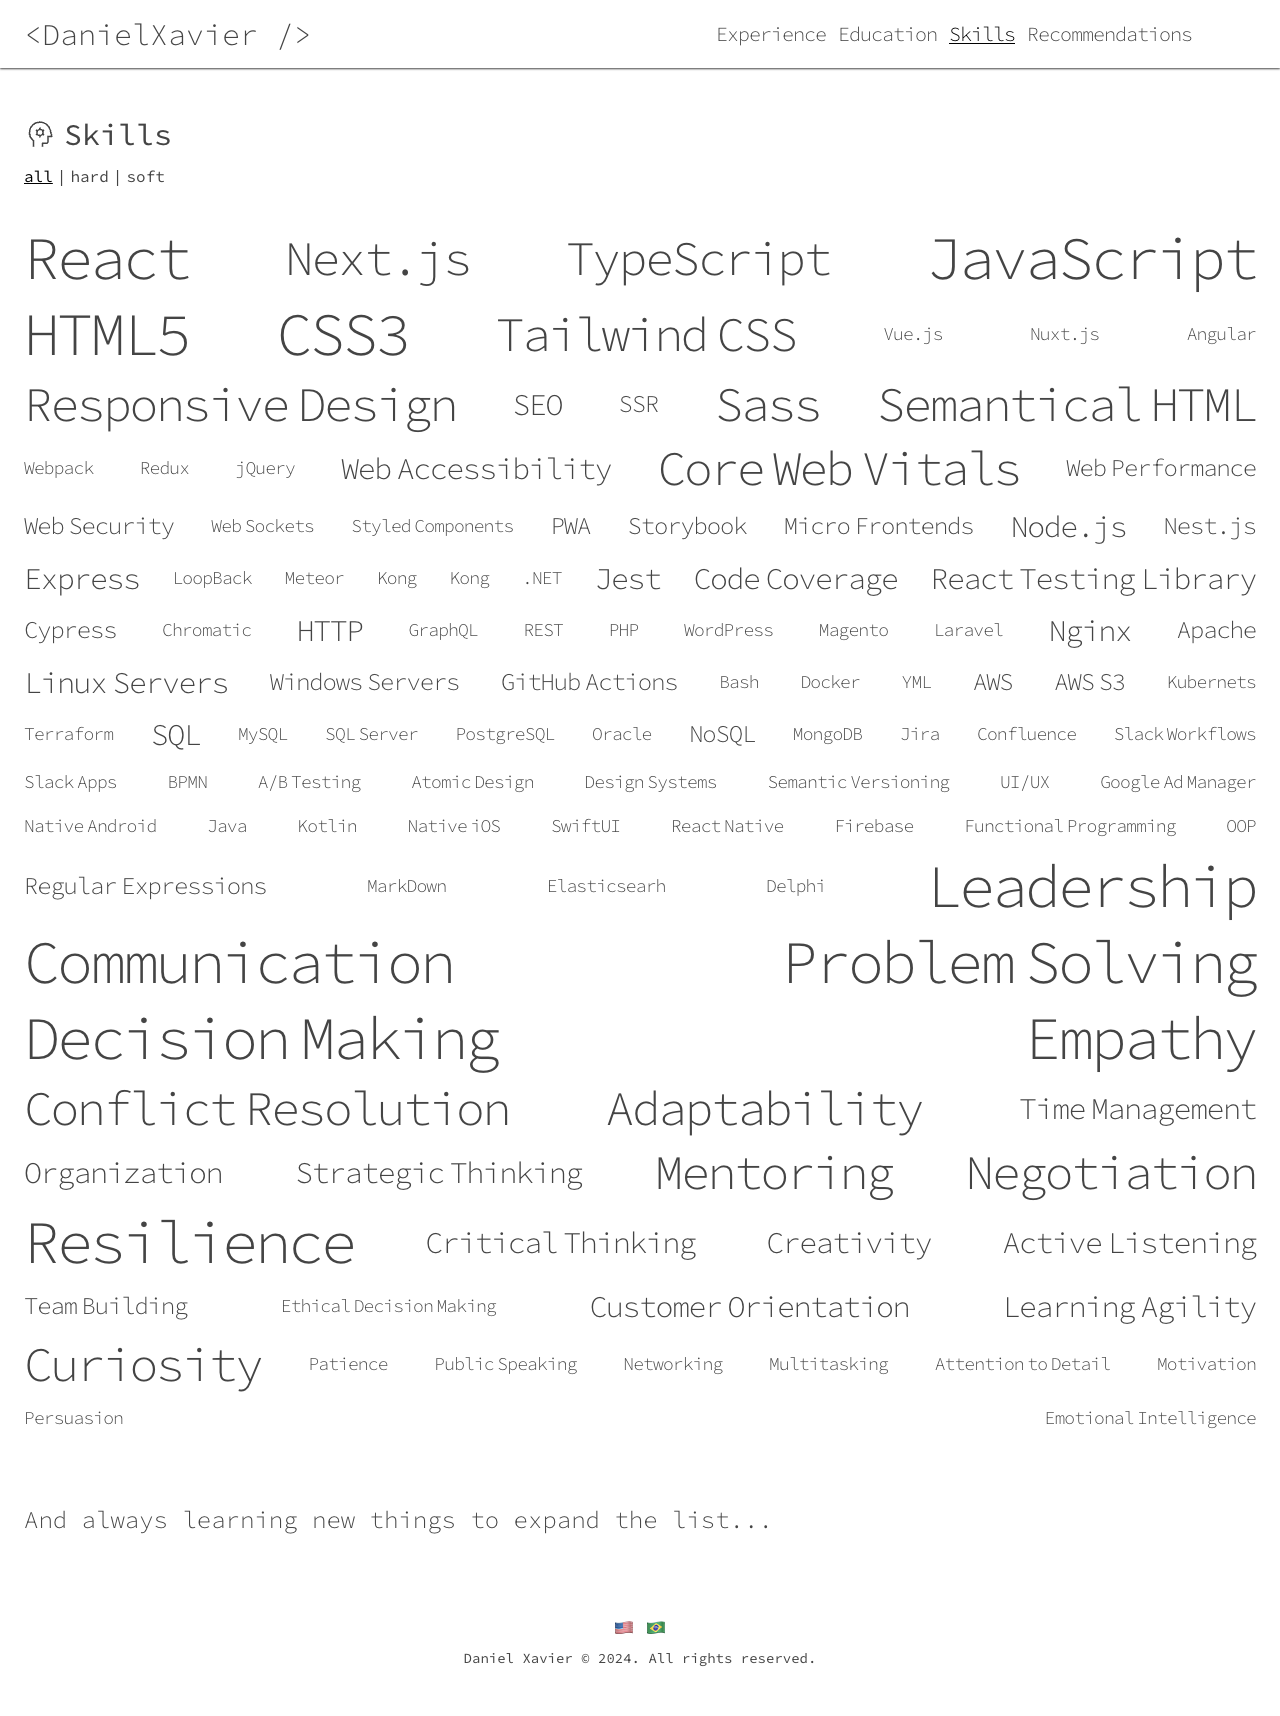 <DanielXavier />
Experience Education Skills Recommendations
Skills
all | hard | soft
React Next.js TypeScript JavaScript
HTML5 CSS3 Tailwind CSS Vue.js Nuxt.js Angular
Responsive Design SEO SSR Sass Semantical HTML
Webpack Redux jQuery Web Accessibility Core Web Vitals Web Performance
Web Security Web Sockets Styled Components PWA Storybook Micro Frontends Node.js Nest.js
Express LoopBack Meteor Kong Kong .NET Jest Code Coverage React Testing Library
Cypress Chromatic HTTP GraphQL REST PHP WordPress Magento Laravel Nginx Apache
Linux Servers Windows Servers GitHub Actions Bash Docker YML AWS AWS S3 Kubernets
Terraform SQL MySQL SQL Server PostgreSQL Oracle NoSQL MongoDB Jira Confluence Slack Workflows
Slack Apps BPMN A/B Testing Atomic Design Design Systems Semantic Versioning UI/UX Google Ad Manager
Native Android Java Kotlin Native iOS SwiftUI React Native Firebase Functional Programming OOP
Regular Expressions MarkDown Elasticsearh Delphi Leadership
Communication Problem Solving
Decision Making Empathy
Conflict Resolution Adaptability Time Management
Organization Strategic Thinking Mentoring Negotiation
Resilience Critical Thinking Creativity Active Listening
Team Building Ethical Decision Making Customer Orientation Learning Agility
Curiosity Patience Public Speaking Networking Multitasking Attention to Detail Motivation
Persuasion Emotional Intelligence
And always learning new things to expand the list...
Daniel Xavier © 2024. All rights reserved.